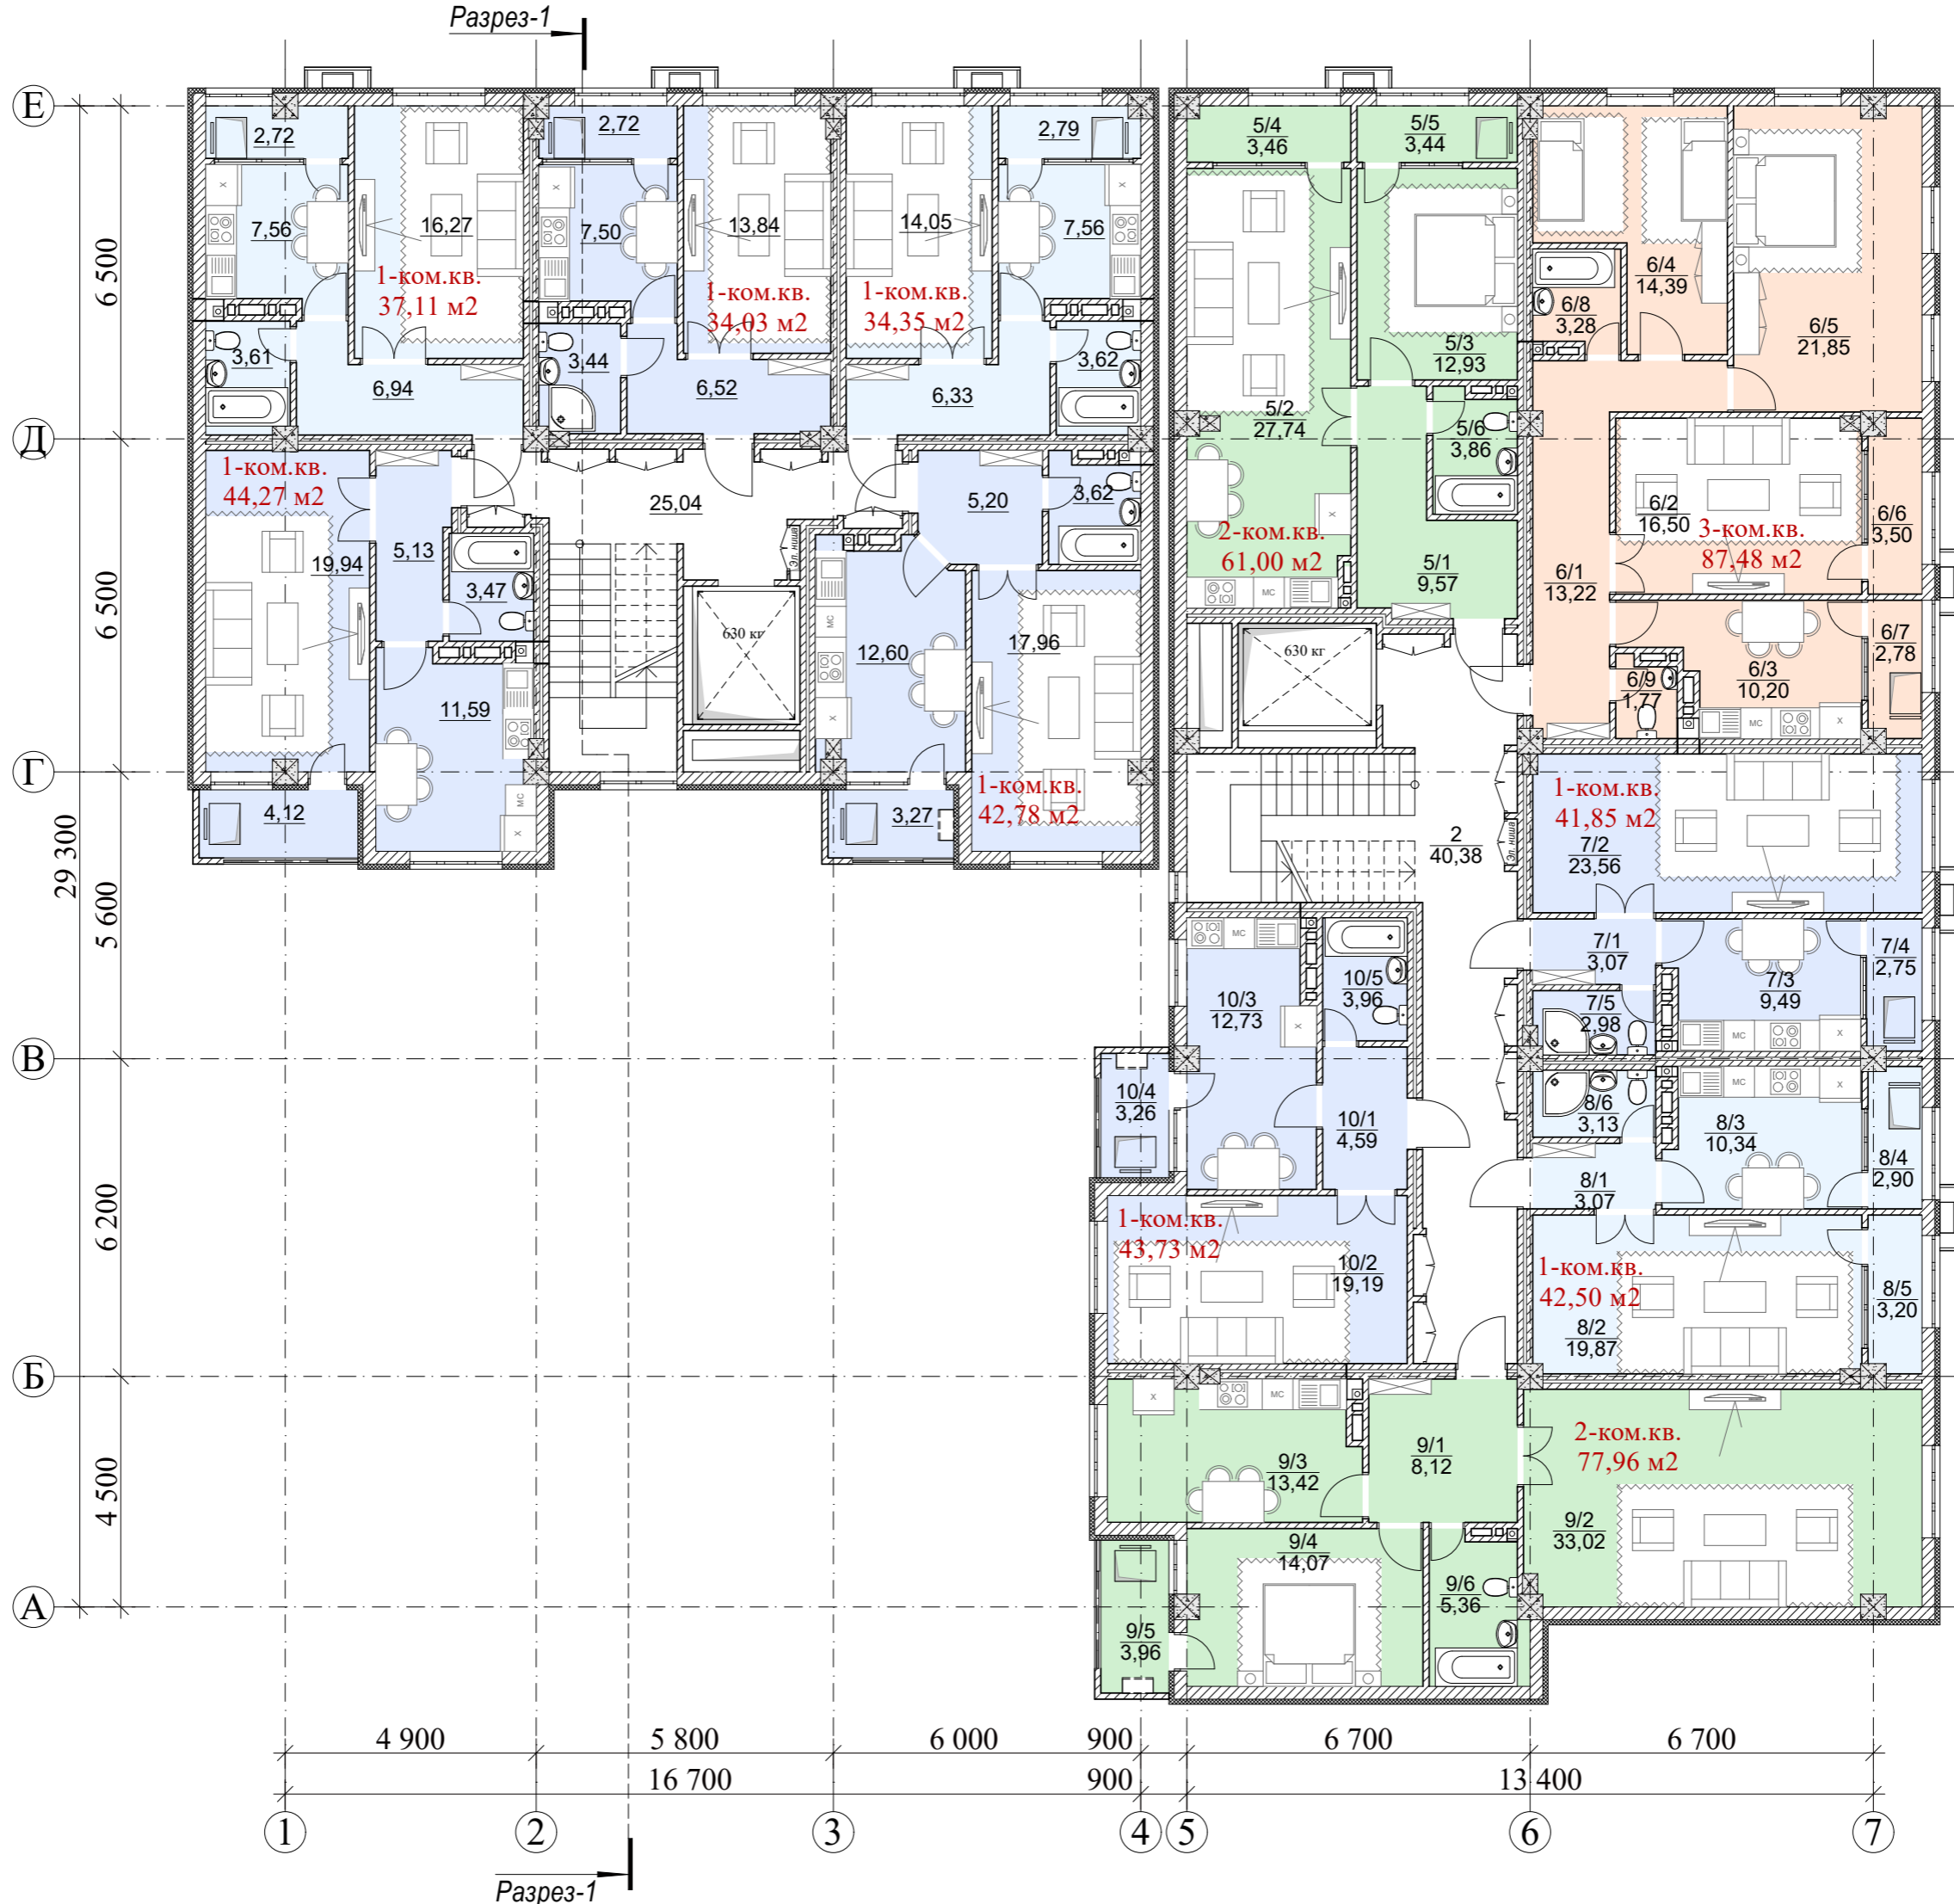 Разрез-1
Е
Д
Г
В
Б
А
6 500
6 500
5 600
6 200
4 500
29 300
2,72
7,56
16,27
1-ком.кв.
37,11 м2
3,61
6,94
2,72
7,50
13,84
1-ком.кв.
34,03 м2
3,44
6,52
14,05
1-ком.кв.
34,35 м2
2,79
7,56
3,62
6,33
1-ком.кв.
44,27 м2
19,94
5,13
3,47
11,59
4,12
25,04
Эл. ниша
630 кг
5,20
3,62
12,60
17,96
1-ком.кв.
42,78 м2
3,27
МС
Х
Х
Х
Х
МС
Х
5/4
3,46
5/5
3,44
5/3
12,93
5/2
27,74
5/6
3,86
2-ком.кв.
61,00 м2
5/1
9,57
МС
Х
630 кг
6/4
14,39
6/8
3,28
6/5
21,85
6/2
16,50
3-ком.кв.
87,48 м2
6/6
3,50
6/1
13,22
6/7
2,78
6/3
10,20
6/9
1,77
МС
Х
1-ком.кв.
41,85 м2
7/2
23,56
2
40,38
Эл. ниша
7/1
3,07
7/4
2,75
7/3
9,49
7/5
2,98
МС
Х
МС
10/5
3,96
10/3
12,73
Х
10/4
3,26
10/1
4,59
МС
Х
8/6
3,13
8/3
10,34
8/4
2,90
8/1
3,07
1-ком.кв.
43,73 м2
10/2
19,19
1-ком.кв.
42,50 м2
8/2
19,87
8/5
3,20
Х
МС
9/3
13,42
9/1
8,12
2-ком.кв.
77,96 м2
9/2
33,02
9/4
14,07
9/6
5,36
9/5
3,96
4 900
5 800
6 000
900
6 700
6 700
16 700
900
13 400
1
2
3
4
5
6
7
Разрез-1